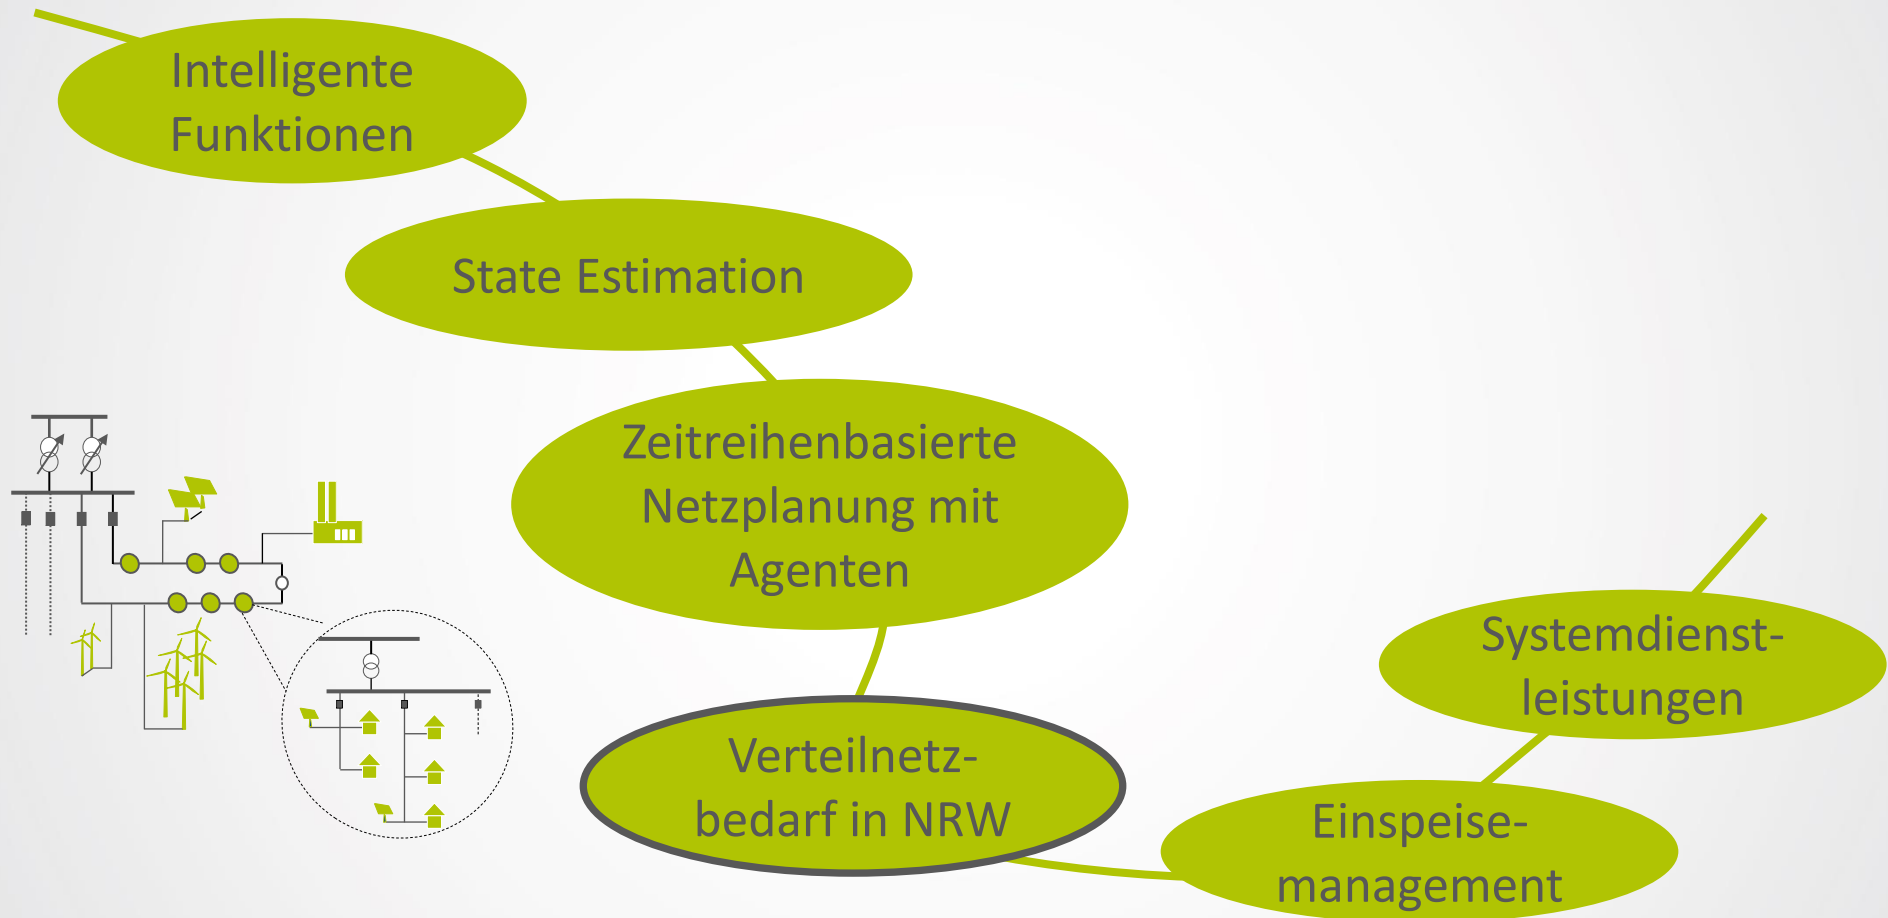 Intelligente
Funktionen
State Estimation
Zeitreihenbasierte
Netzplanung mit
Agenten
Verteilnetz-
bedarf in NRW
Einspeise-
management
Systemdienst-
leistungen